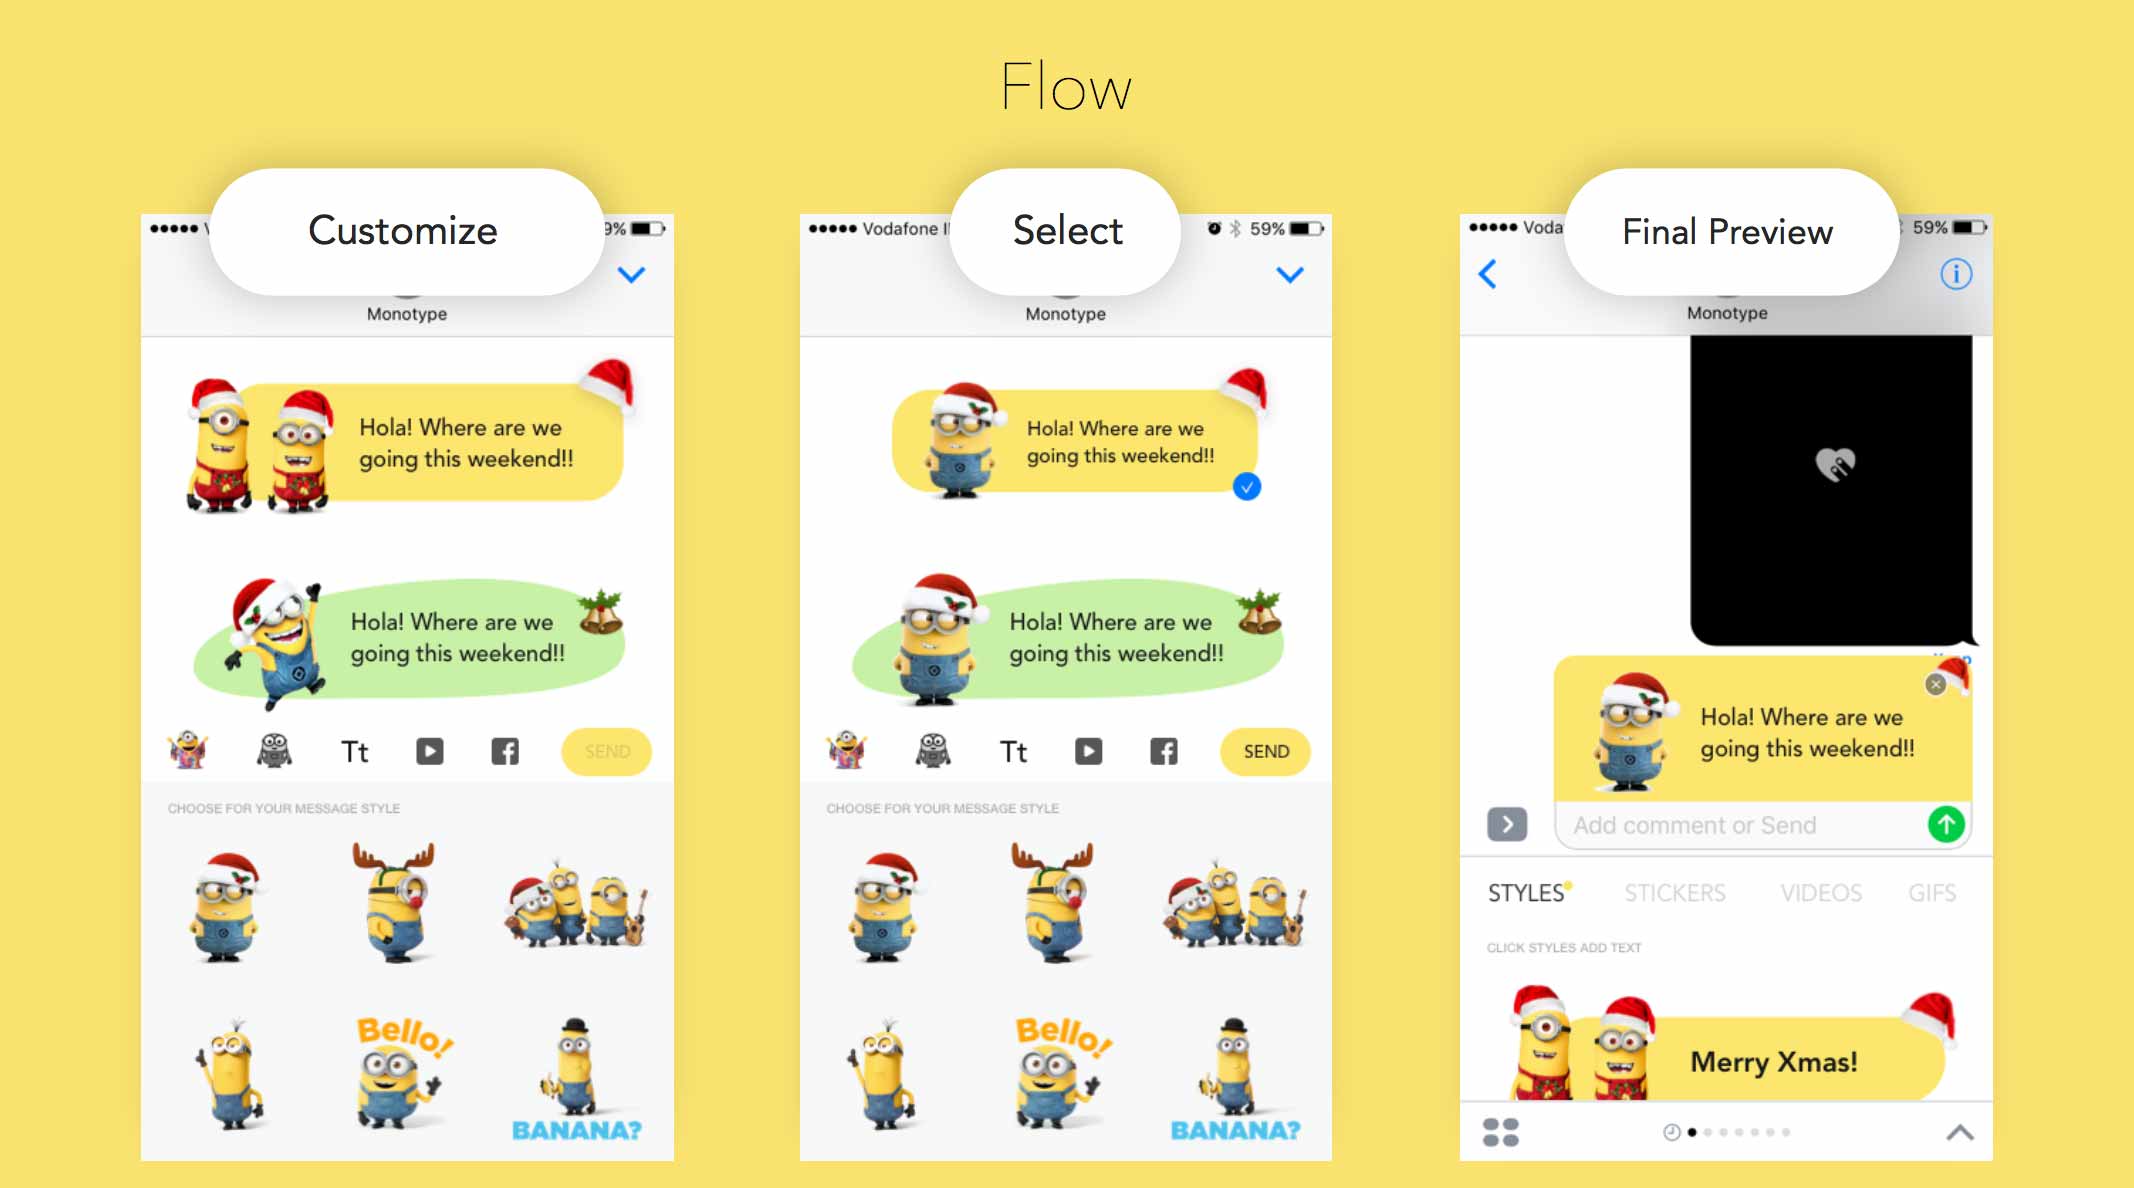 Flow
Customize
9%
Monotype
Hola! Where are we
going this weekend!!
Hola! Where are we
going this weekend!!
Tt
SEND
CHOOSE FOR YOUR MESSAGE STYLE
Bello!
BANANA?
Select
Vodafone
59%
Monotype
Hola! Where are we
going this weekend!!
Hola! Where are we
going this weekend!!
Tt
SEND
CHOOSE FOR YOUR MESSAGE STYLE
Bello!
BANANA?
Final Preview
Voda
59%
Monotype
Hola! Where are we
going this weekend!!
Add comment or Send
STYLES STICKERS VIDEOS GIFS
CLICK STYLES ADD TEXT
Merry Xmas!